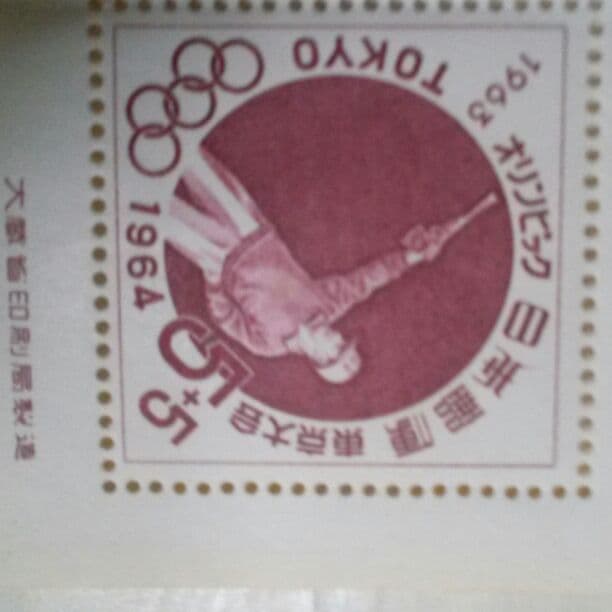 TOKYO
1964
5+5
1963
オリンピック
東京大会
日本郵便
大蔵省印刷局製造